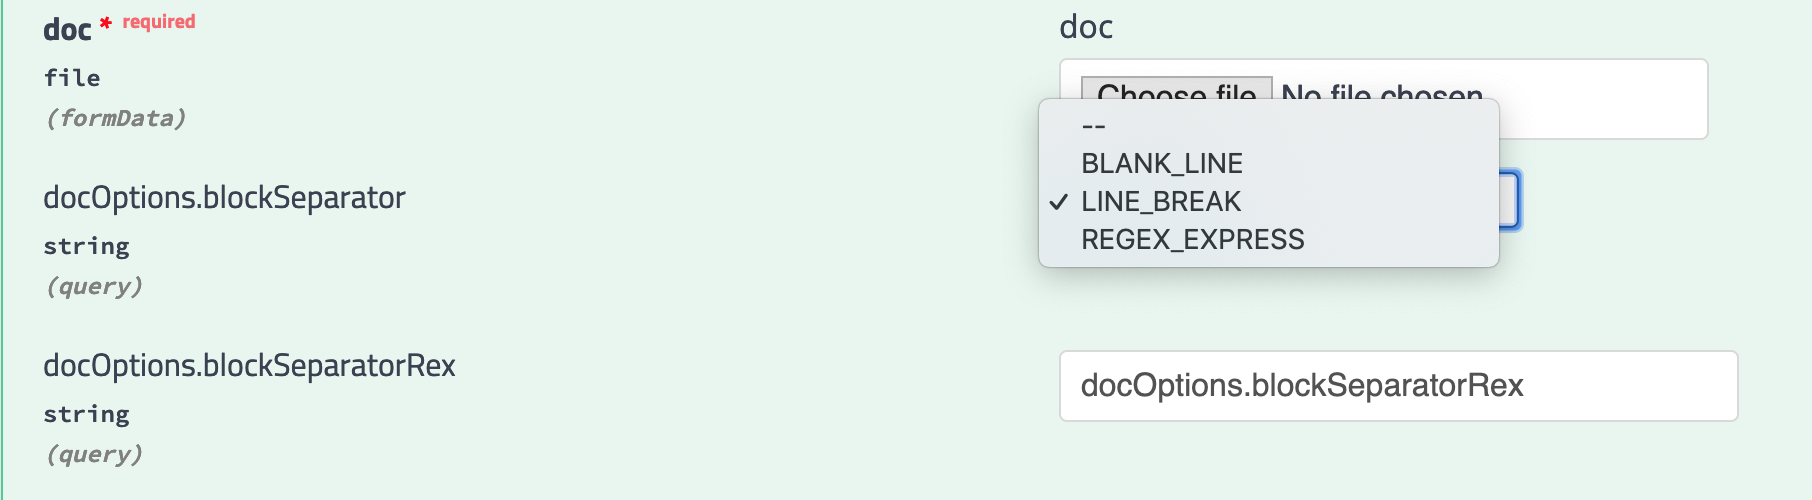 doc * required
file
(formData)
doc
Choose file No file chosen
docOptions.blockSeparator
string
(query)
--
BLANK_LINE
✓ LINE_BREAK
REGEX_EXPRESS
docOptions.blockSeparatorRex
string
(query)
docOptions.blockSeparatorRex